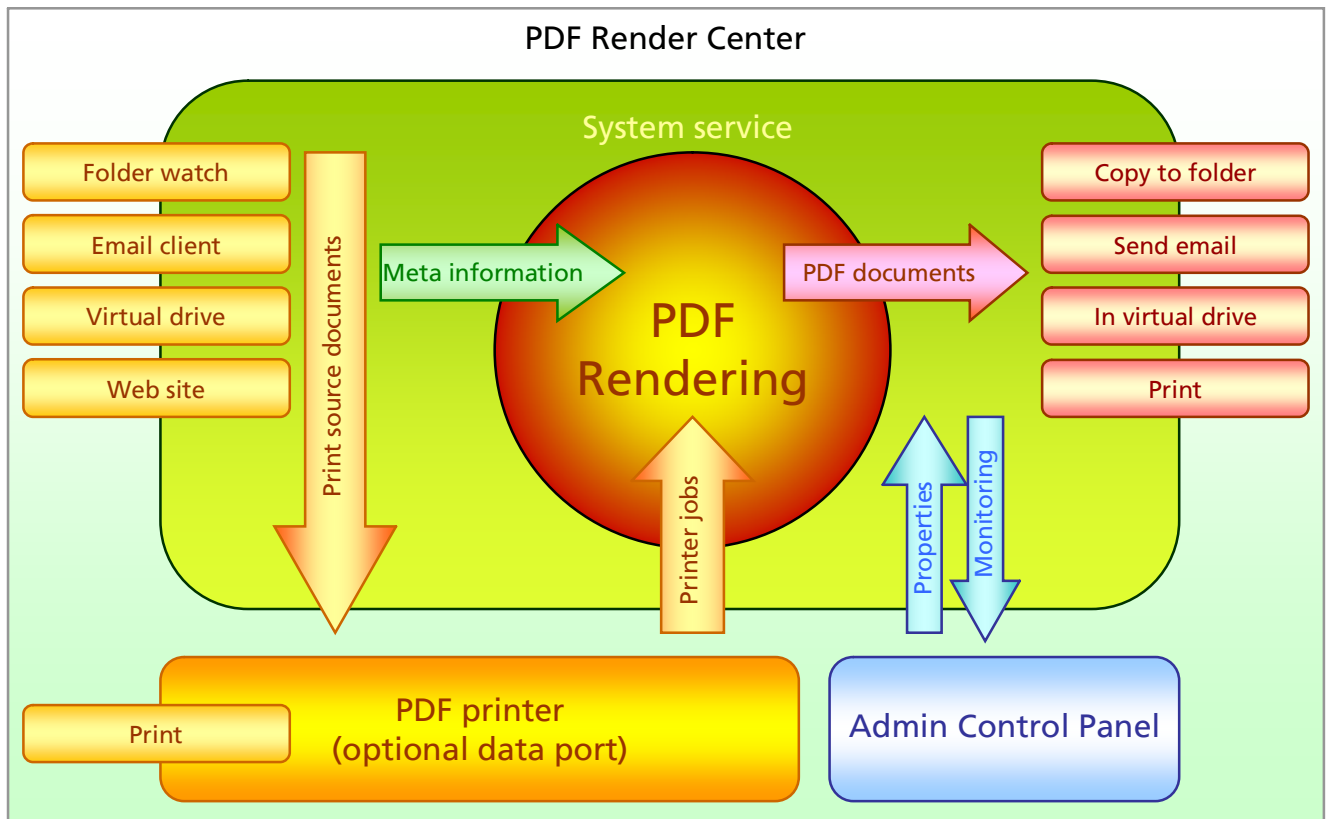 PDF Render Center
System service
Folder watch
Email client
Virtual drive
Web site
Print source documents
Meta information
PDF
Rendering
PDF documents
Copy to folder
Send email
In virtual drive
Print
Printer jobs
Properties
Monitoring
Print
PDF printer
(optional data port)
Admin Control Panel